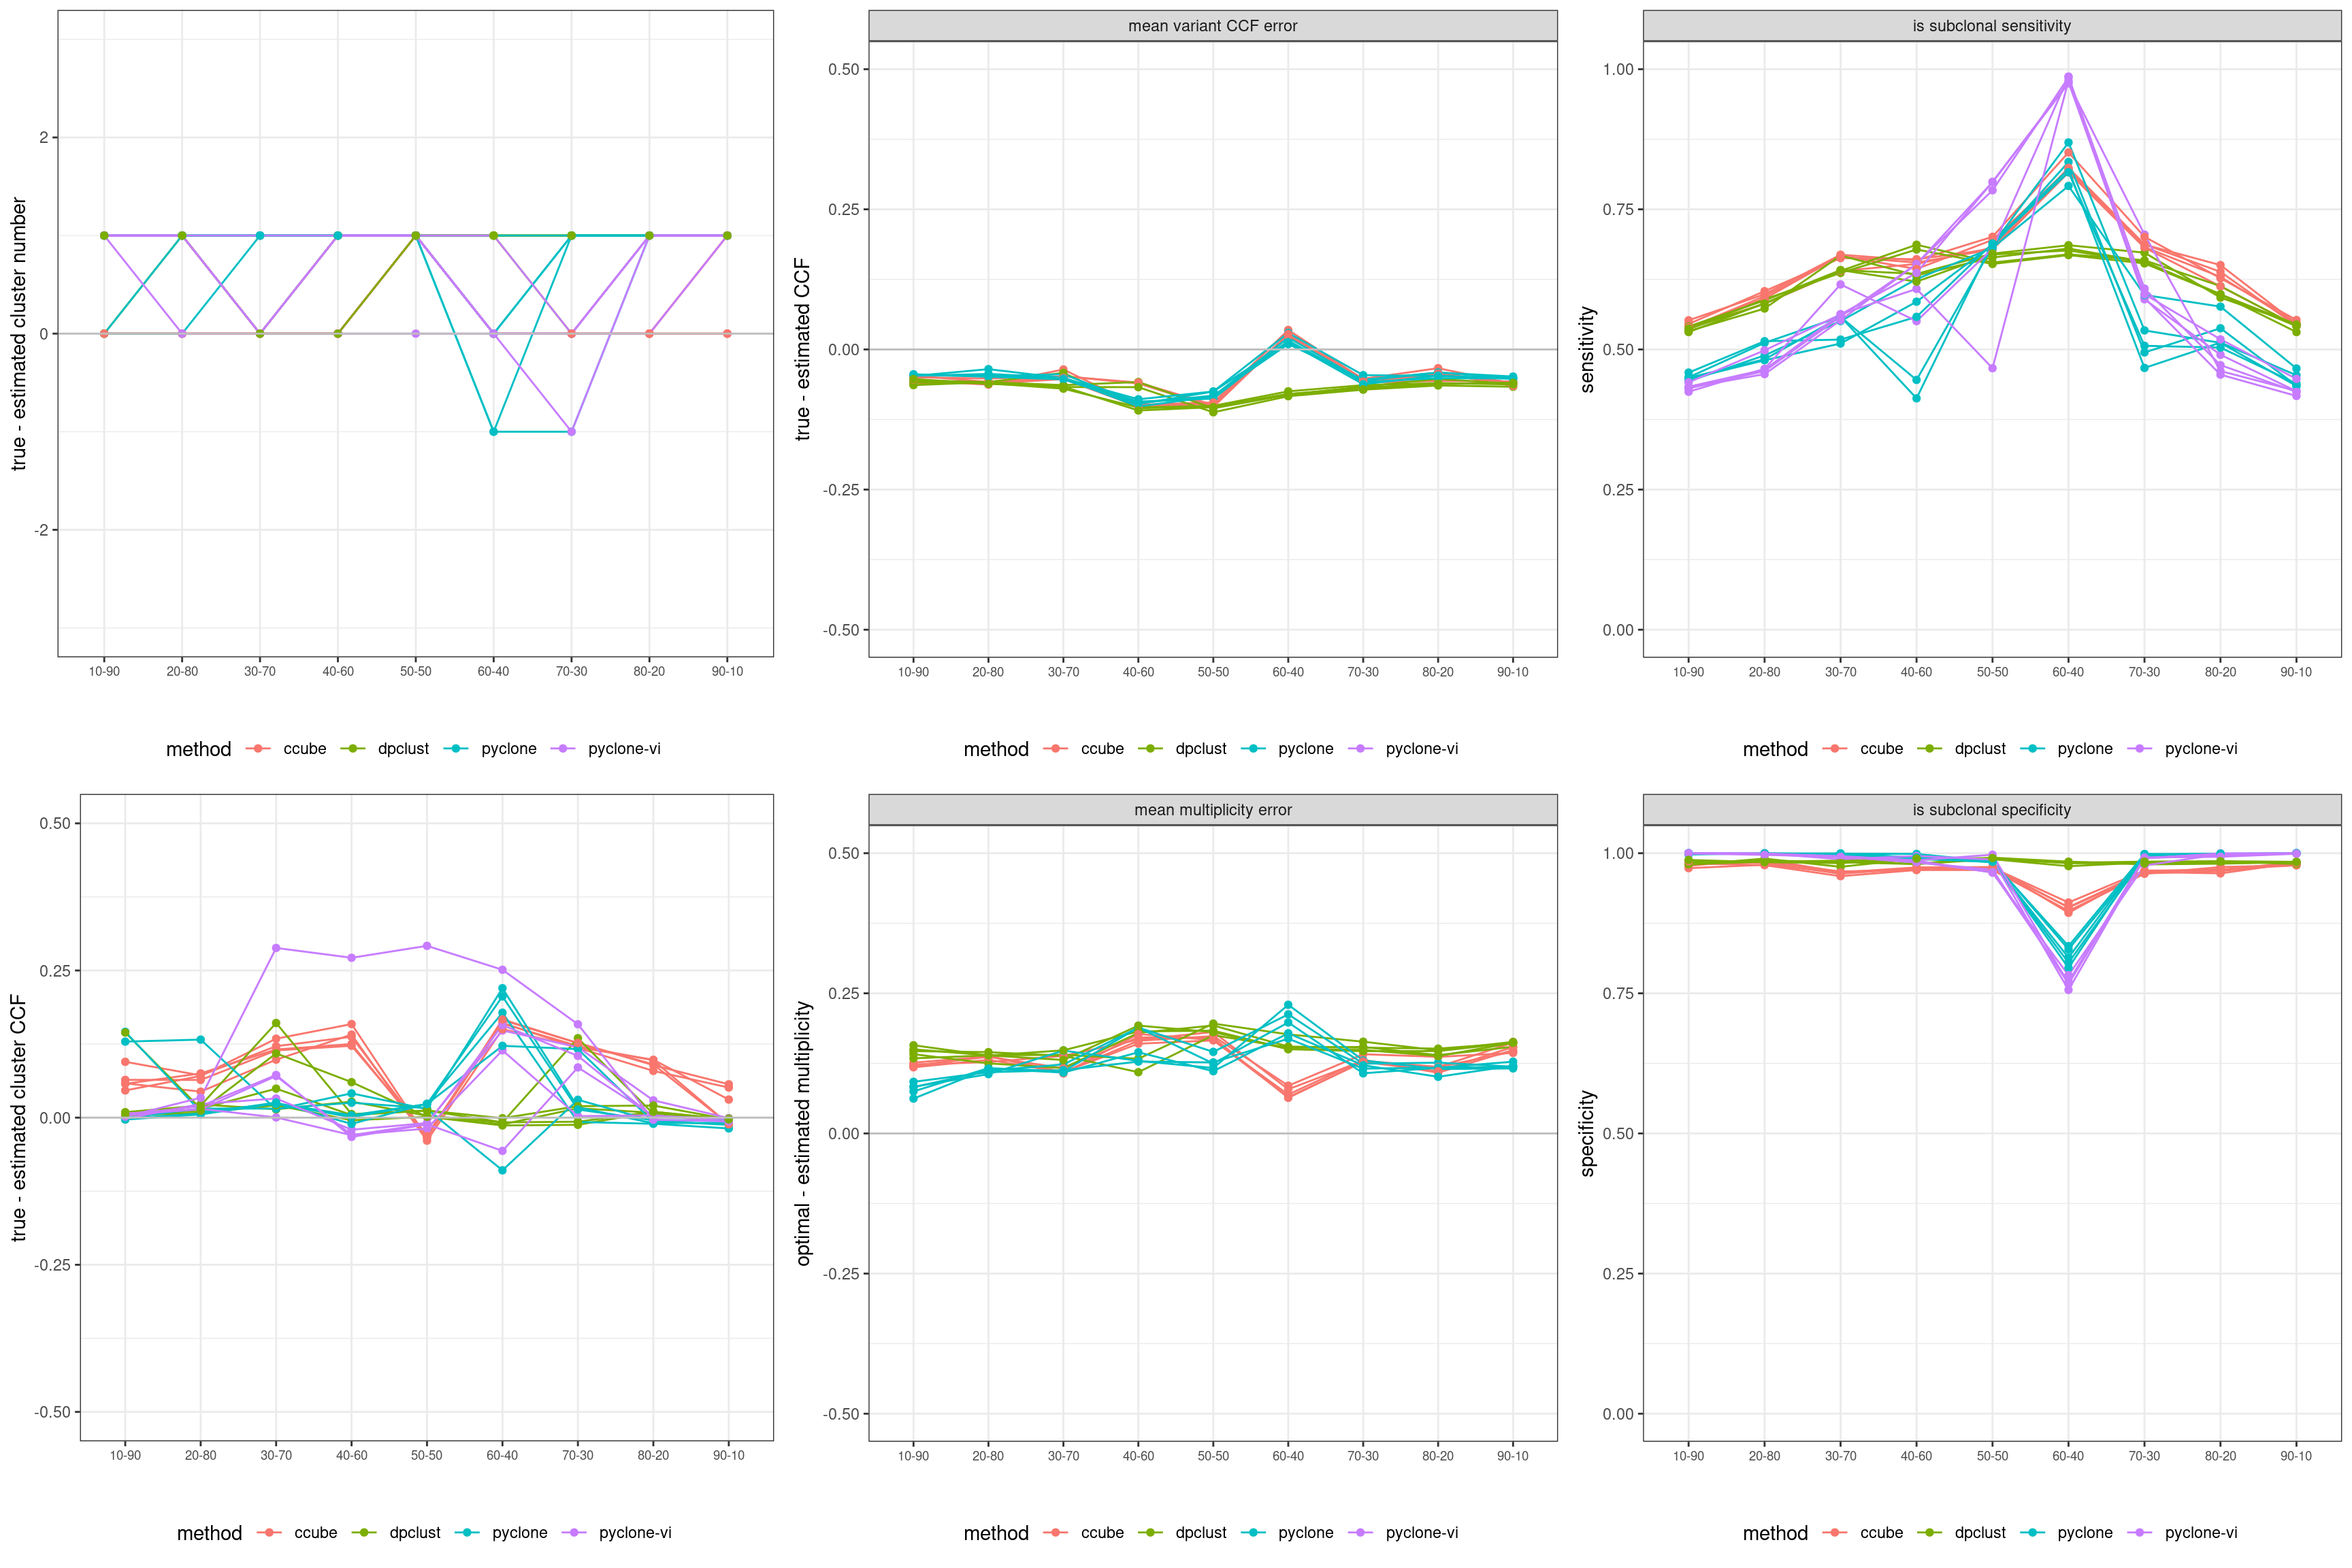 true - estimated cluster number
2
0
-2
10-90 20-80 30-70 40-60 50-50 60-40 70-30 80-20 90-10
method ccube dpclust pyclone pyclone-vi
mean variant CCF error
true - estimated CCF
0.50
0.25
0.00
-0.25
-0.50
10-90 20-80 30-70 40-60 50-50 60-40 70-30 80-20 90-10
method ccube dpclust pyclone pyclone-vi
is subclonal sensitivity
sensitivity
1.00
0.75
0.50
0.25
0.00
10-90 20-80 30-70 40-60 50-50 60-40 70-30 80-20 90-10
method ccube dpclust pyclone pyclone-vi
true - estimated cluster CCF
0.50
0.25
0.00
-0.25
-0.50
10-90 20-80 30-70 40-60 50-50 60-40 70-30 80-20 90-10
method ccube dpclust pyclone pyclone-vi
mean multiplicity error
optimal - estimated multiplicity
0.50
0.25
0.00
-0.25
-0.50
10-90 20-80 30-70 40-60 50-50 60-40 70-30 80-20 90-10
method ccube dpclust pyclone pyclone-vi
is subclonal specificity
specificity
1.00
0.75
0.50
0.25
0.00
10-90 20-80 30-70 40-60 50-50 60-40 70-30 80-20 90-10
method ccube dpclust pyclone pyclone-vi